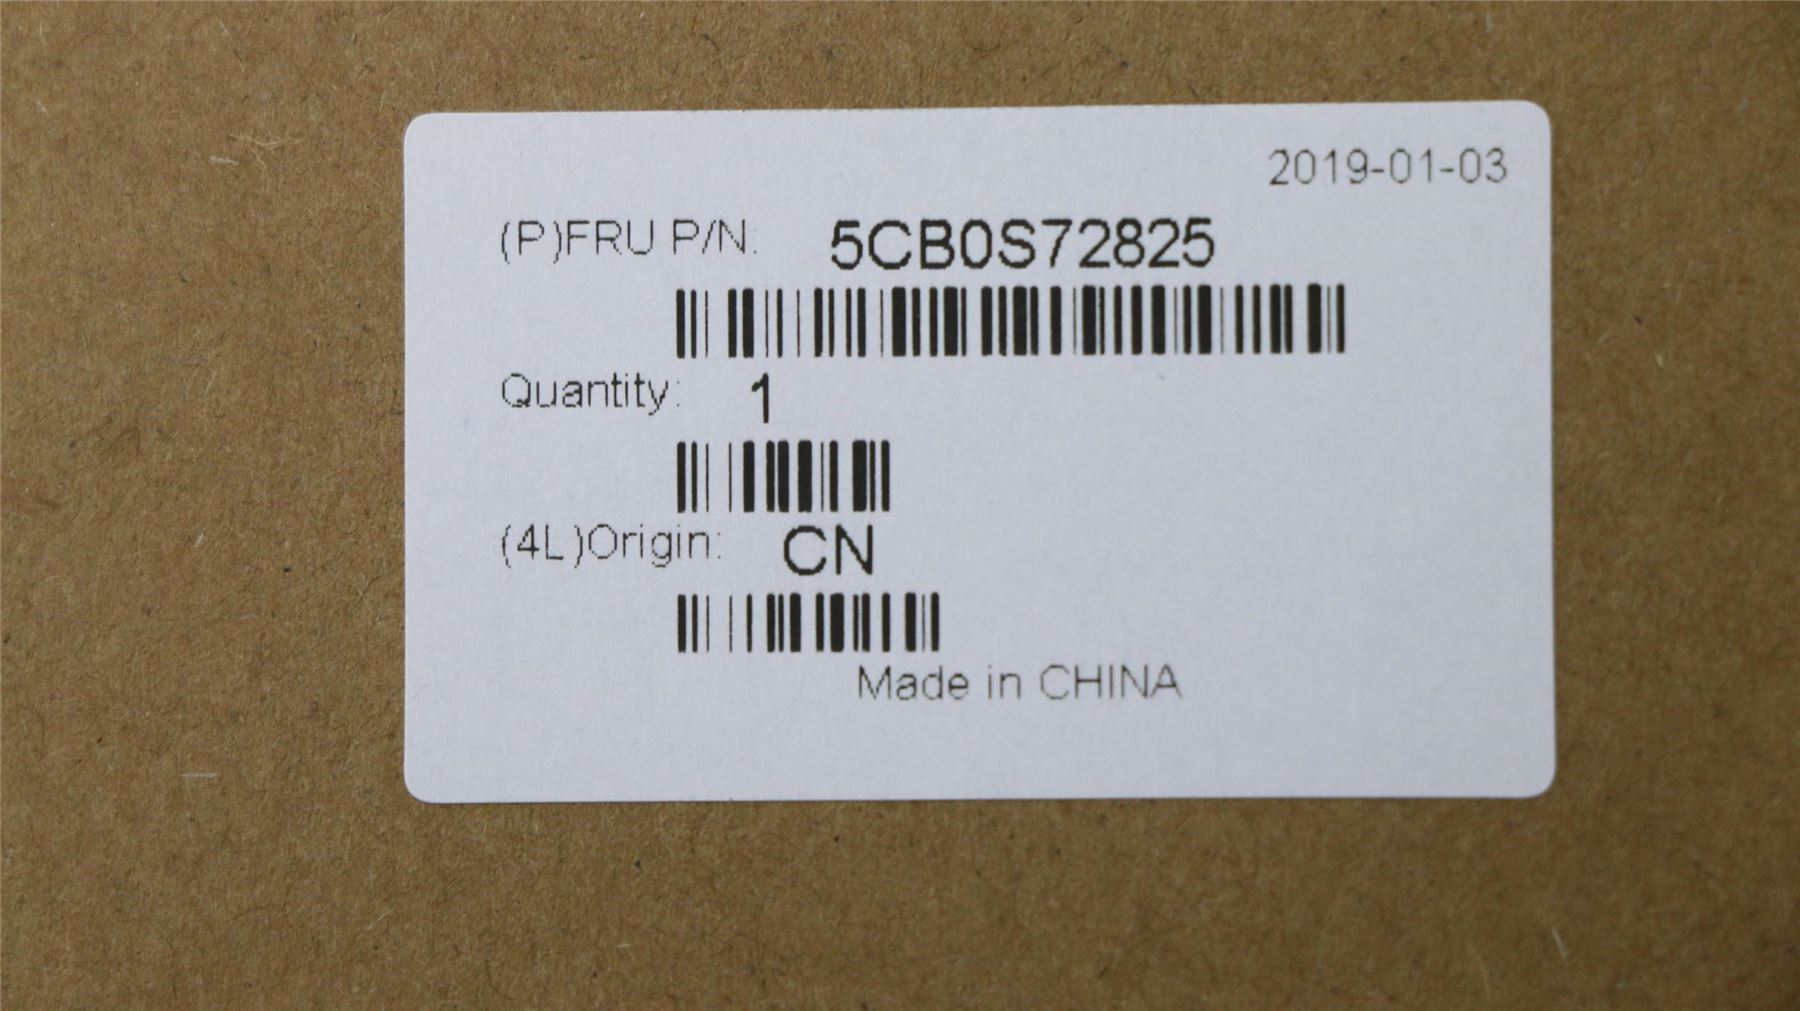 2019-01-03
(P)FRU P/N: 5CB0S72825
Quantity: 1
(4L)Origin: CN
Made in CHINA